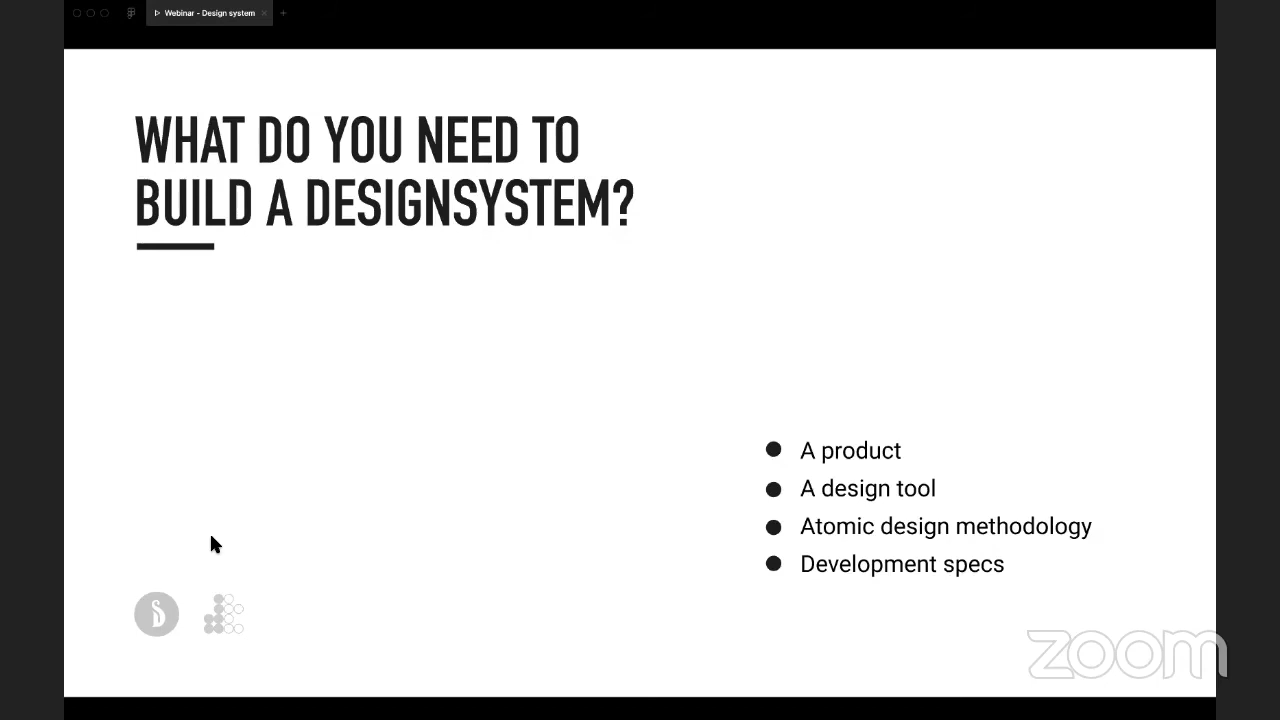 Webinar - Design system
WHAT DO YOU NEED TO
BUILD A DESIGNSYSTEM?
A product
A design tool
Atomic design methodology
Development specs
zoom